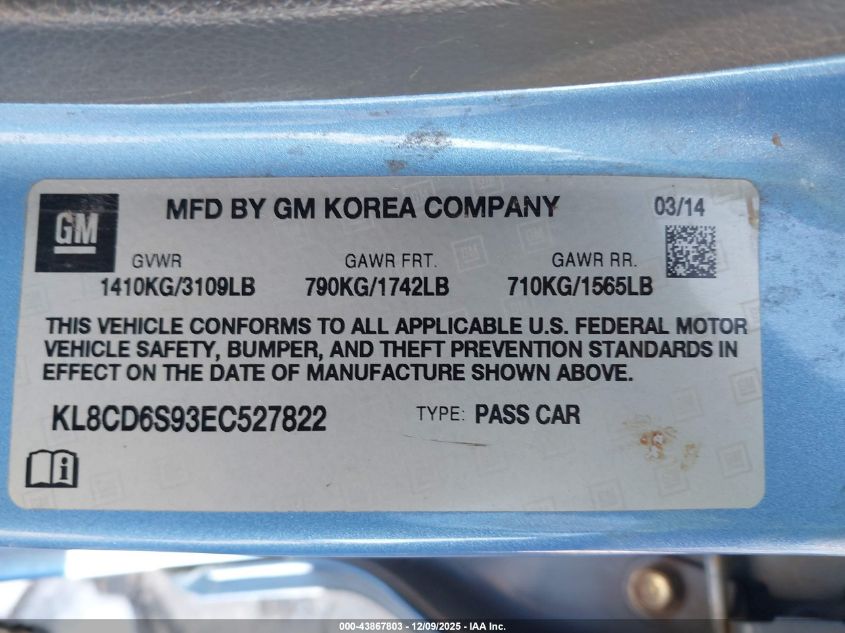 GM
MFD BY GM KOREA COMPANY 03/14
GVWR GAWR FRT. GAWR RR.
1410KG/3109LB 790KG/1742LB 710KG/1565LB
THIS VEHICLE CONFORMS TO ALL APPLICABLE U.S. FEDERAL MOTOR
VEHICLE SAFETY, BUMPER, AND THEFT PREVENTION STANDARDS IN
EFFECT ON THE DATE OF MANUFACTURE SHOWN ABOVE.
KL8CD6S93EC527822 TYPE: PASS CAR
000-43867803 - 12/09/2025 - IAA Inc.